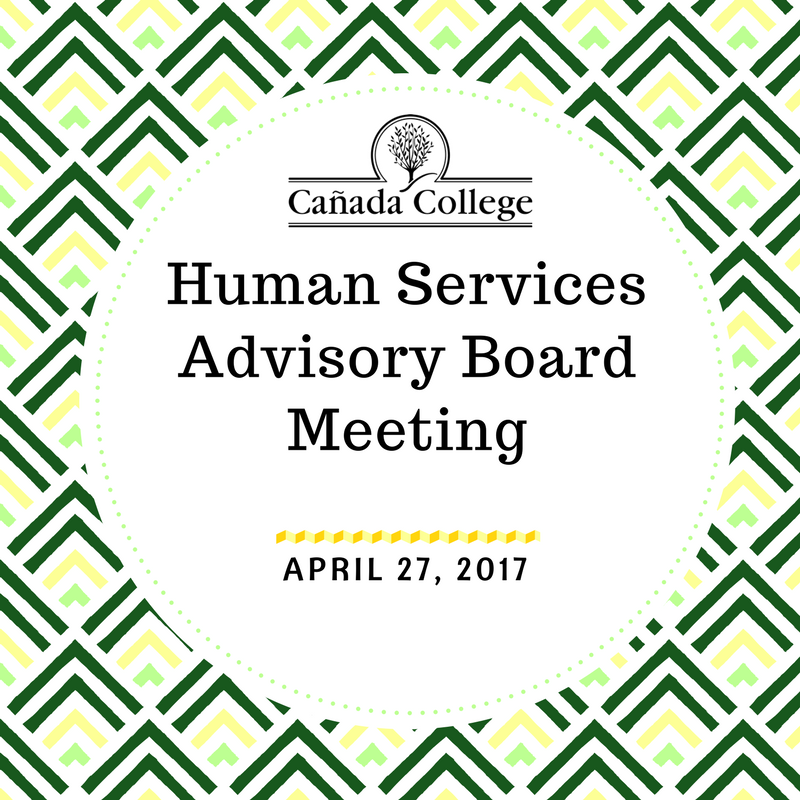 Cañada College
Human Services
Advisory Board
Meeting
APRIL 27, 2017